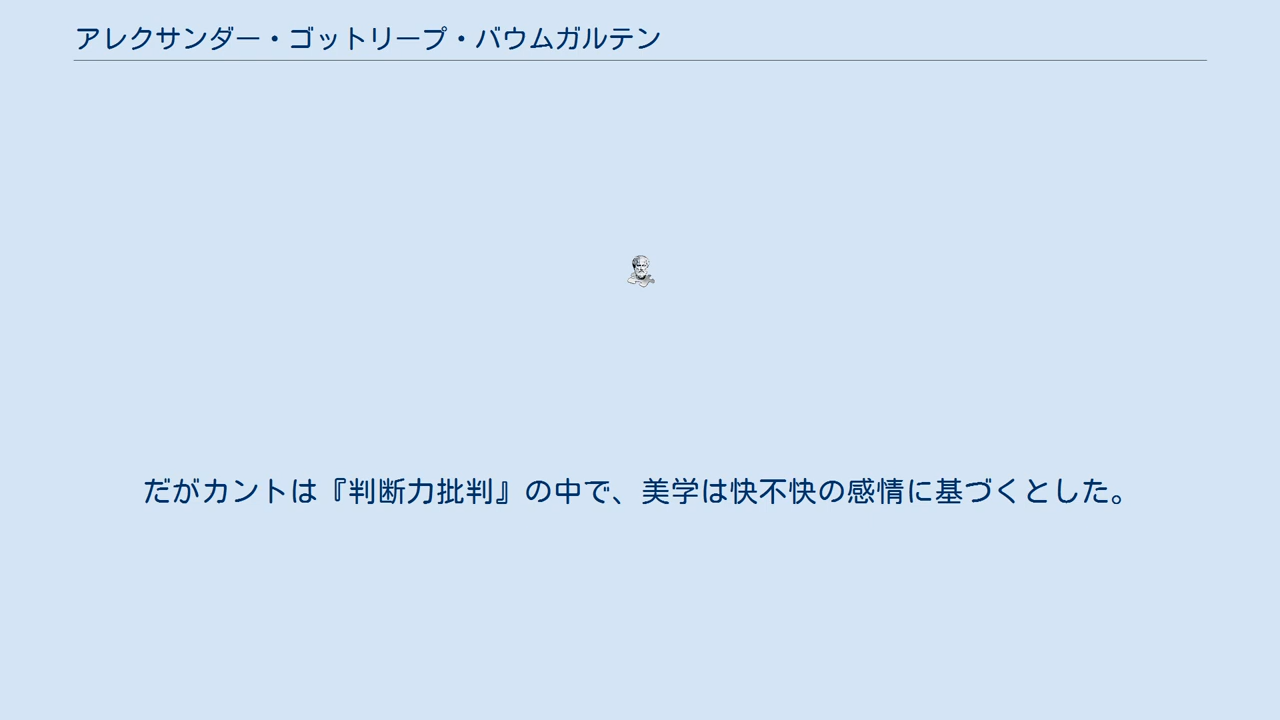 アレクサンダー・ゴットリープ・バウムガルテン
だがカントは『判断力批判』の中で、美学は快不快の感情に基づくとした。